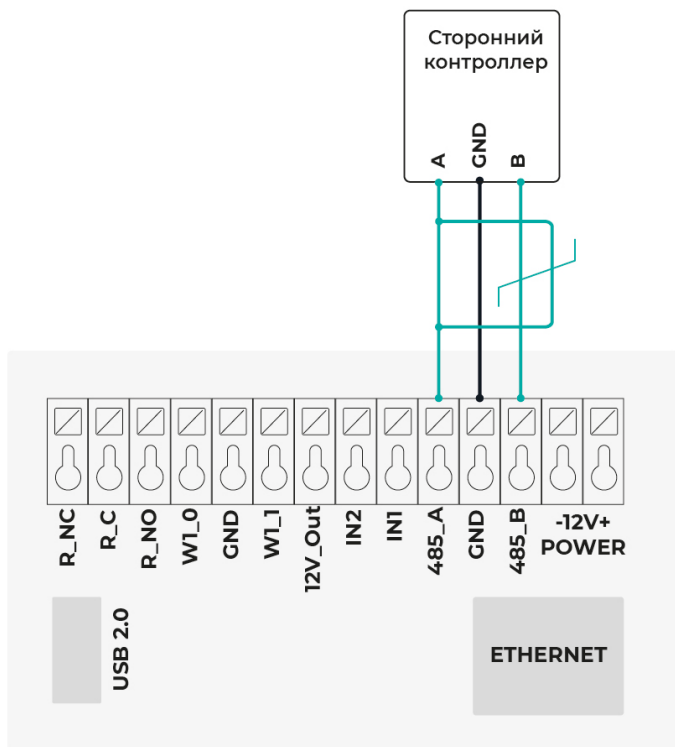 Сторонний
контроллер
A
GND
B
R_NC
R_C
R_NO
W1_0
GND
W1_1
12V_Out
IN2
IN1
485_A
GND
485_B
-12V+
POWER
USB 2.0
ETHERNET